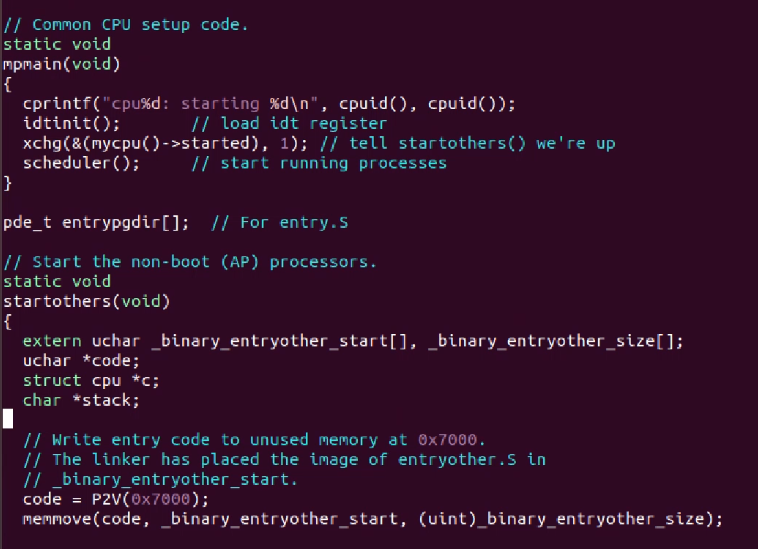 // Common CPU setup code.
static void
mpmain(void)
{
  cprintf("cpu%d: starting %d\n", cpuid(), cpuid());
  idtinit();       // load idt register
  xchg(&(mycpu()->started), 1); // tell startothers() we're up
  scheduler();     // start running processes
}

pde_t entrypgdir[];  // For entry.S

// Start the non-boot (AP) processors.
static void
startothers(void)
{
  extern uchar _binary_entryother_start[], _binary_entryother_size[];
  uchar *code;
  struct cpu *c;
  char *stack;

  // Write entry code to unused memory at 0x7000.
  // The linker has placed the image of entryother.S in
  // _binary_entryother_start.
  code = P2V(0x7000);
  memmove(code, _binary_entryother_start, (uint)_binary_entryother_size);